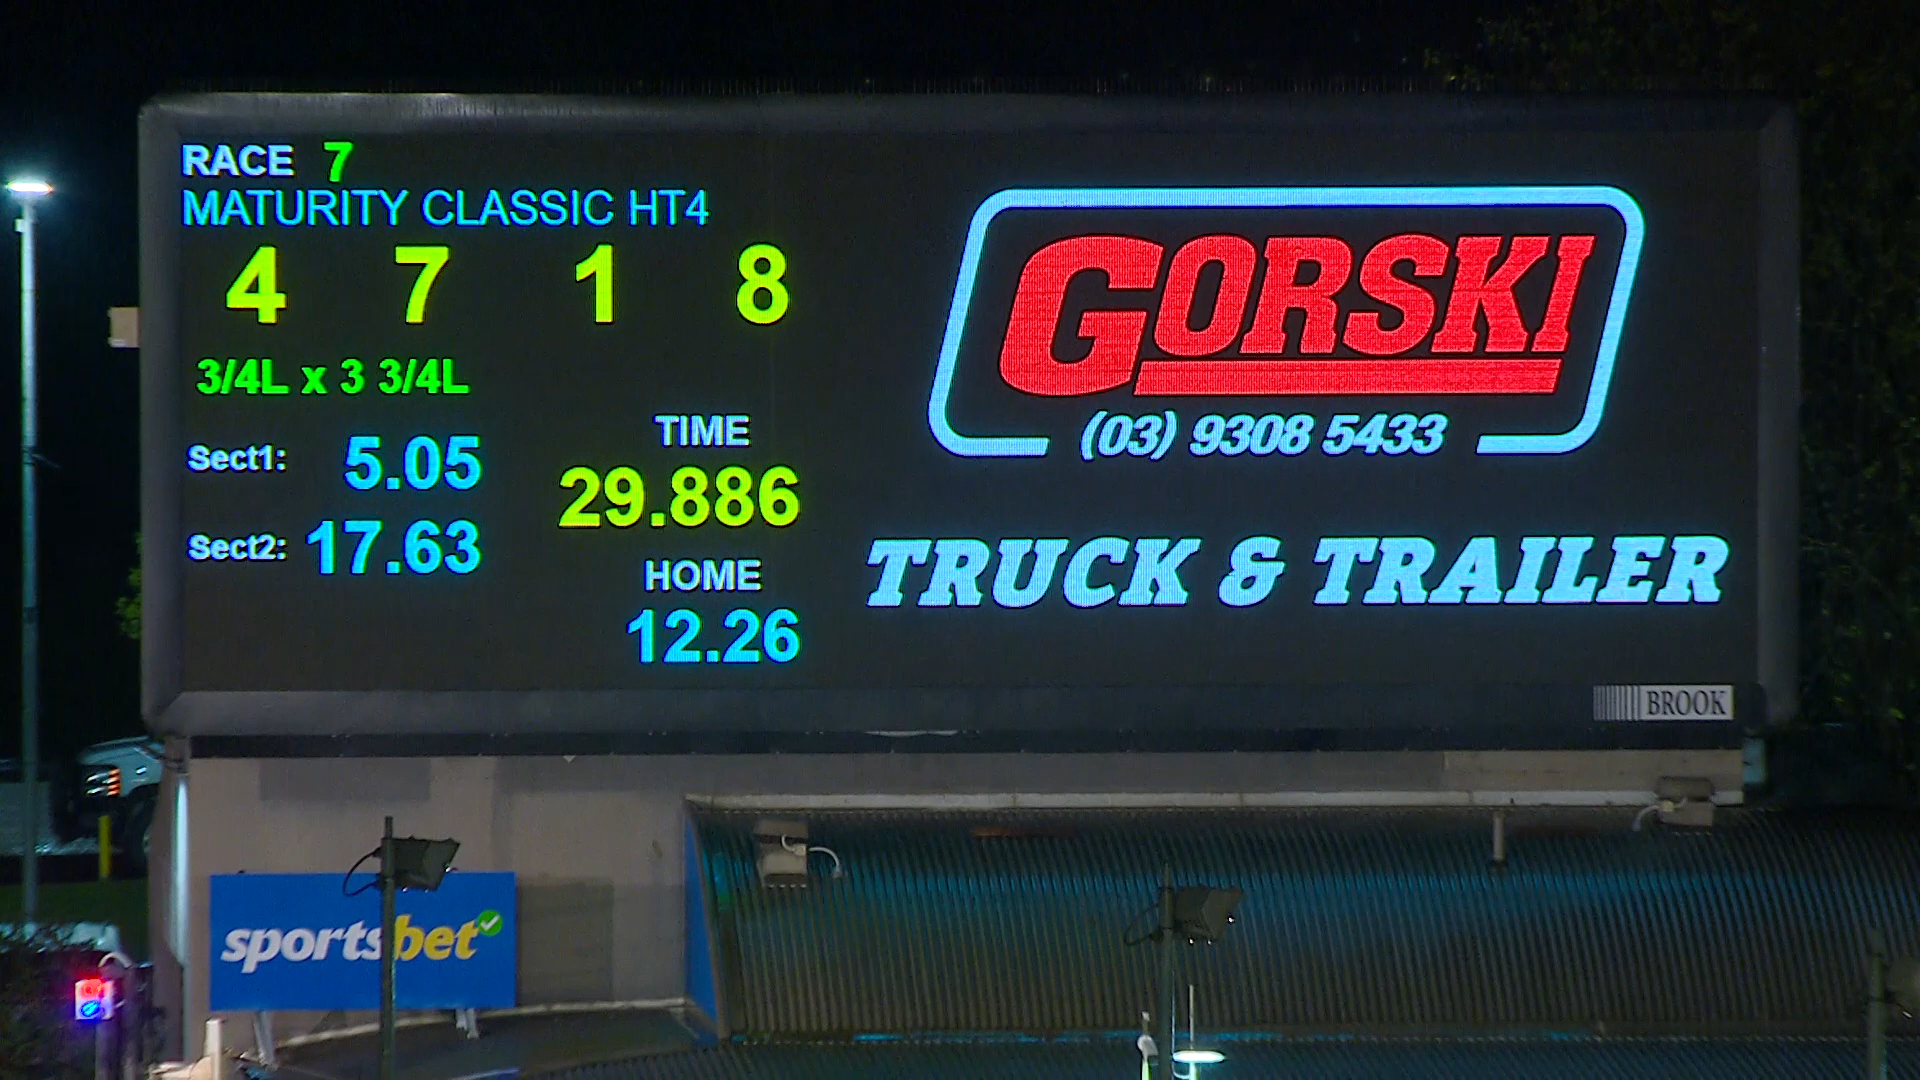 RACE 7
MATURITY CLASSIC HT4
4 7 1 8
3/4L x 3 3/4L
Sect1: 5.05
Sect2: 17.63
TIME
29.886
HOME
12.26
GORSKI
(03) 9308 5433
TRUCK & TRAILER
BROOK
sportsbet